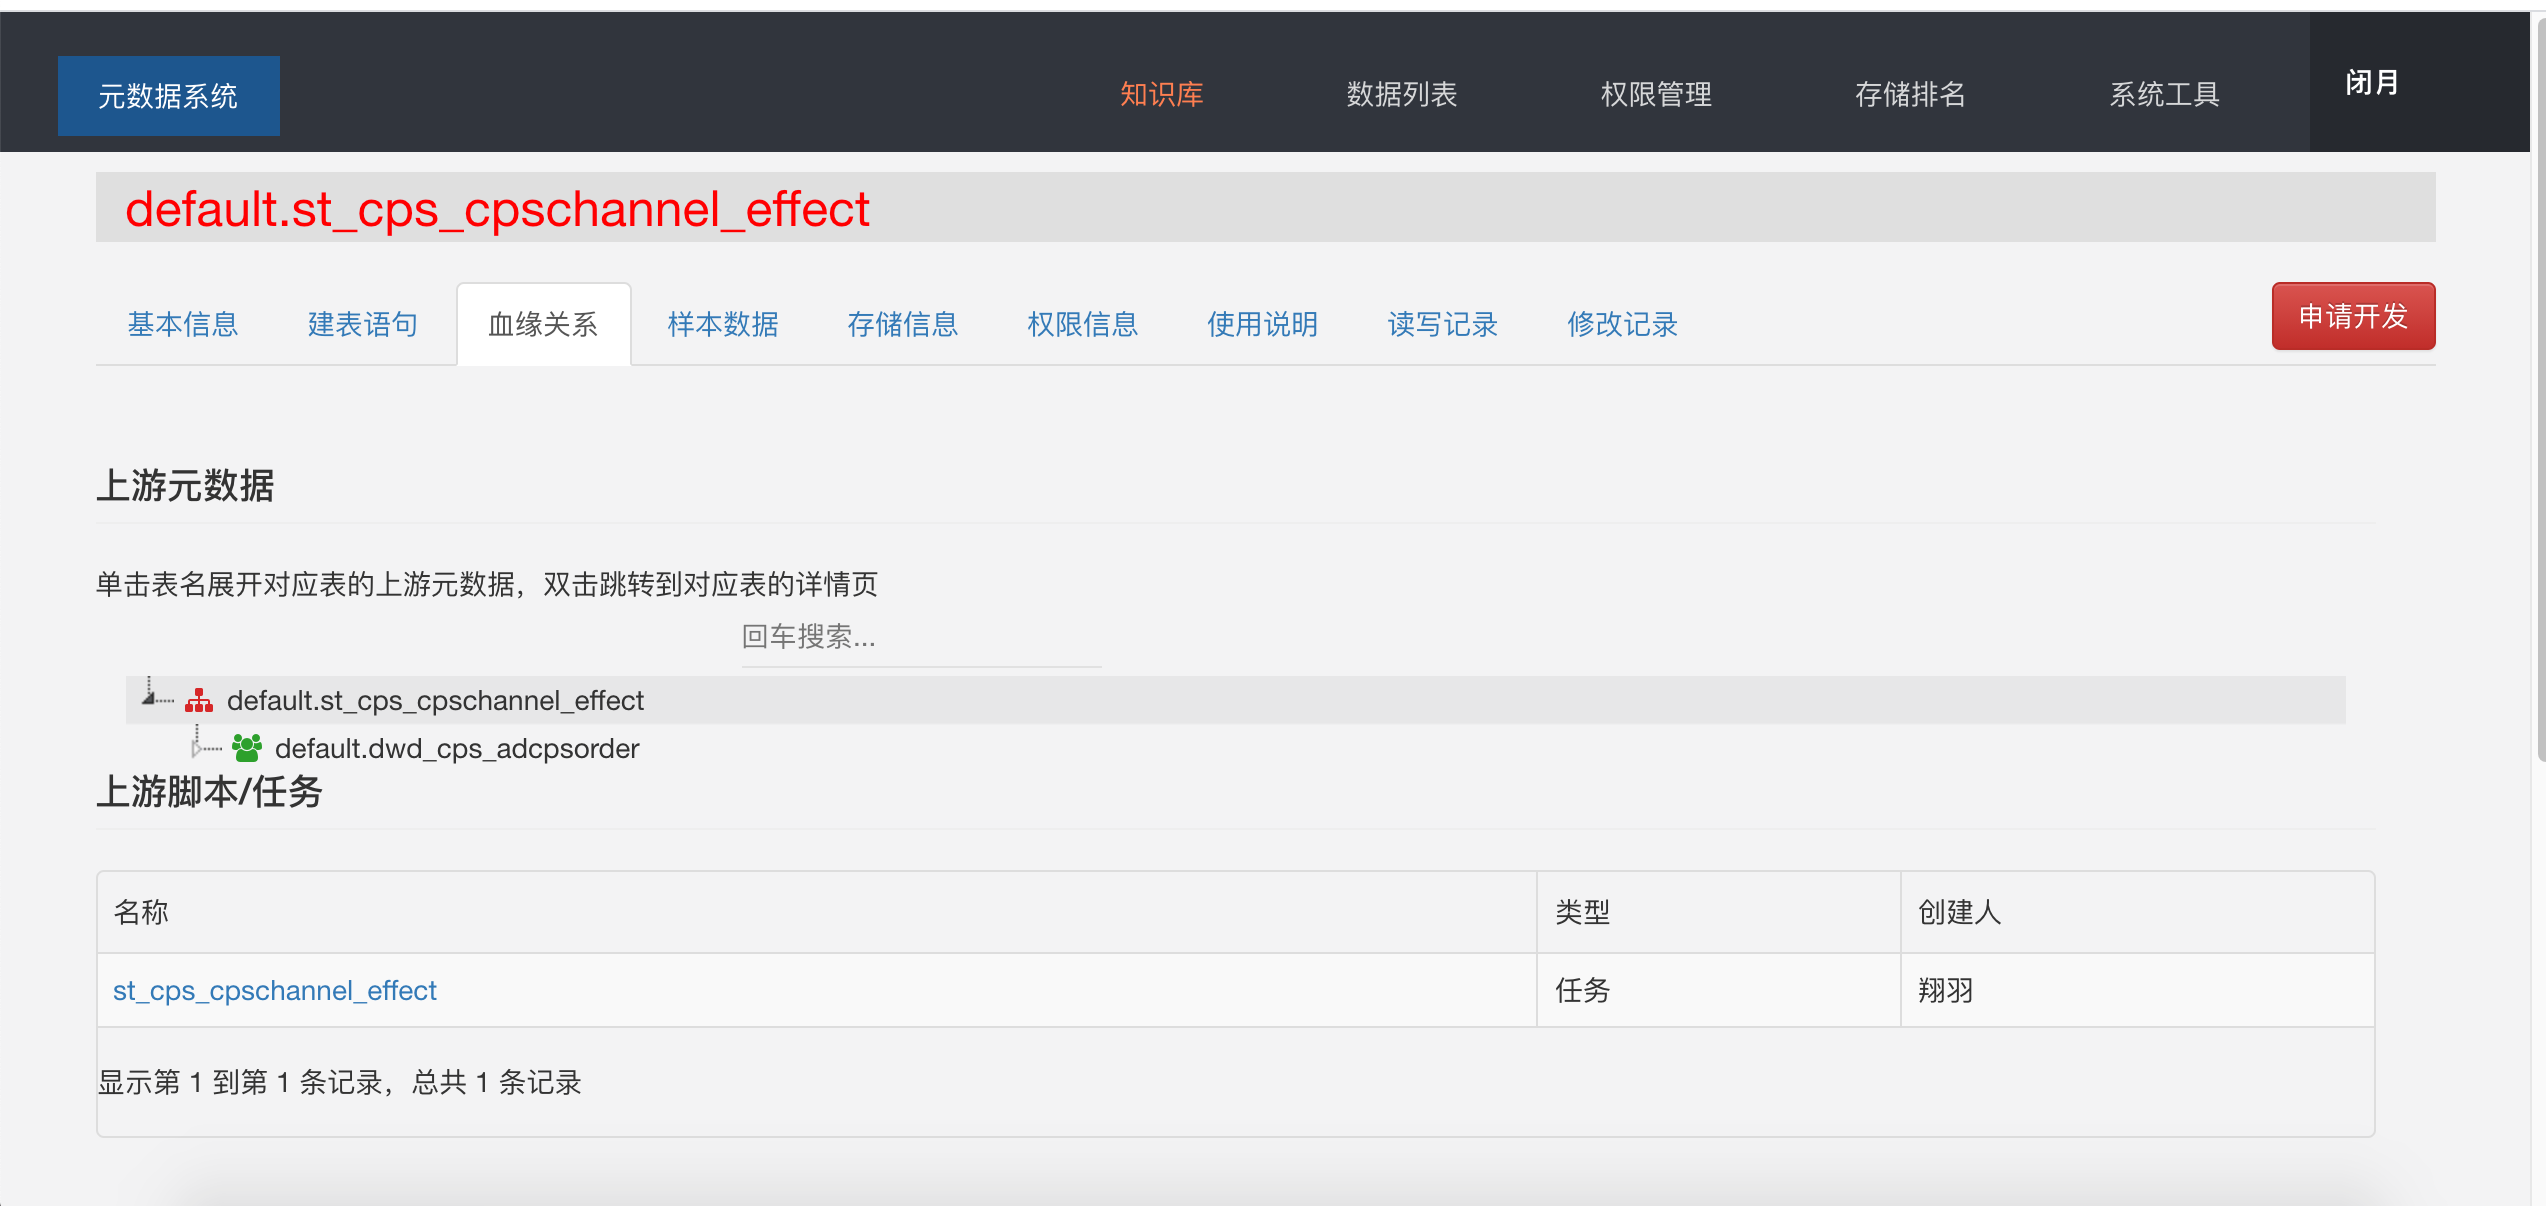 元数据系统 知识库 数据列表 权限管理 存储排名 系统工具 闭月
default.st_cps_cpschannel_effect
基本信息 建表语句 血缘关系 样本数据 存储信息 权限信息 使用说明 读写记录 修改记录 申请开发
上游元数据
单击表名展开对应表的上游元数据，双击跳转到对应表的详情页
回车搜索...
default.st_cps_cpschannel_effect
default.dwd_cps_adcpsorder
上游脚本/任务
名称 类型 创建人
st_cps_cpschannel_effect 任务 翔羽
显示第 1 到第 1 条记录，总共 1 条记录